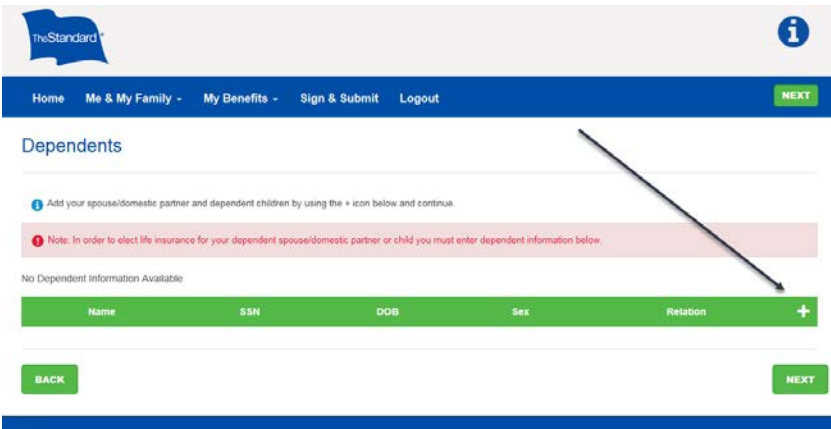 TheStandard
Home Me & My Family - My Benefits - Sign & Submit Logout NEXT
Dependents
Add your spouse/domestic partner and dependent children by using the + icon below and continue.
Note: In order to elect life insurance for your dependent spouse/domestic partner or child you must enter dependent information below.
No Dependent Information Available
Name SSN DOB Sex Relation +
BACK NEXT